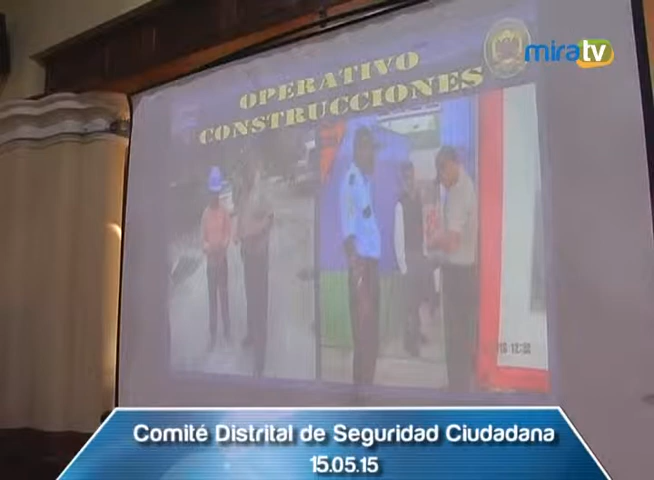 miratv
OPERATIVO
CONSTRUCCIONES
Comité Distrital de Seguridad Ciudadana
15.05.15